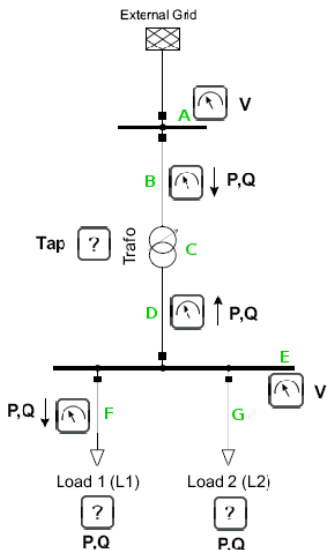 External Grid
A
V
B
P,Q
Tap
?
Trafo
C
D
P,Q
E
V
P,Q
F
G
Load 1 (L1)
Load 2 (L2)
?
?
P,Q
P,Q